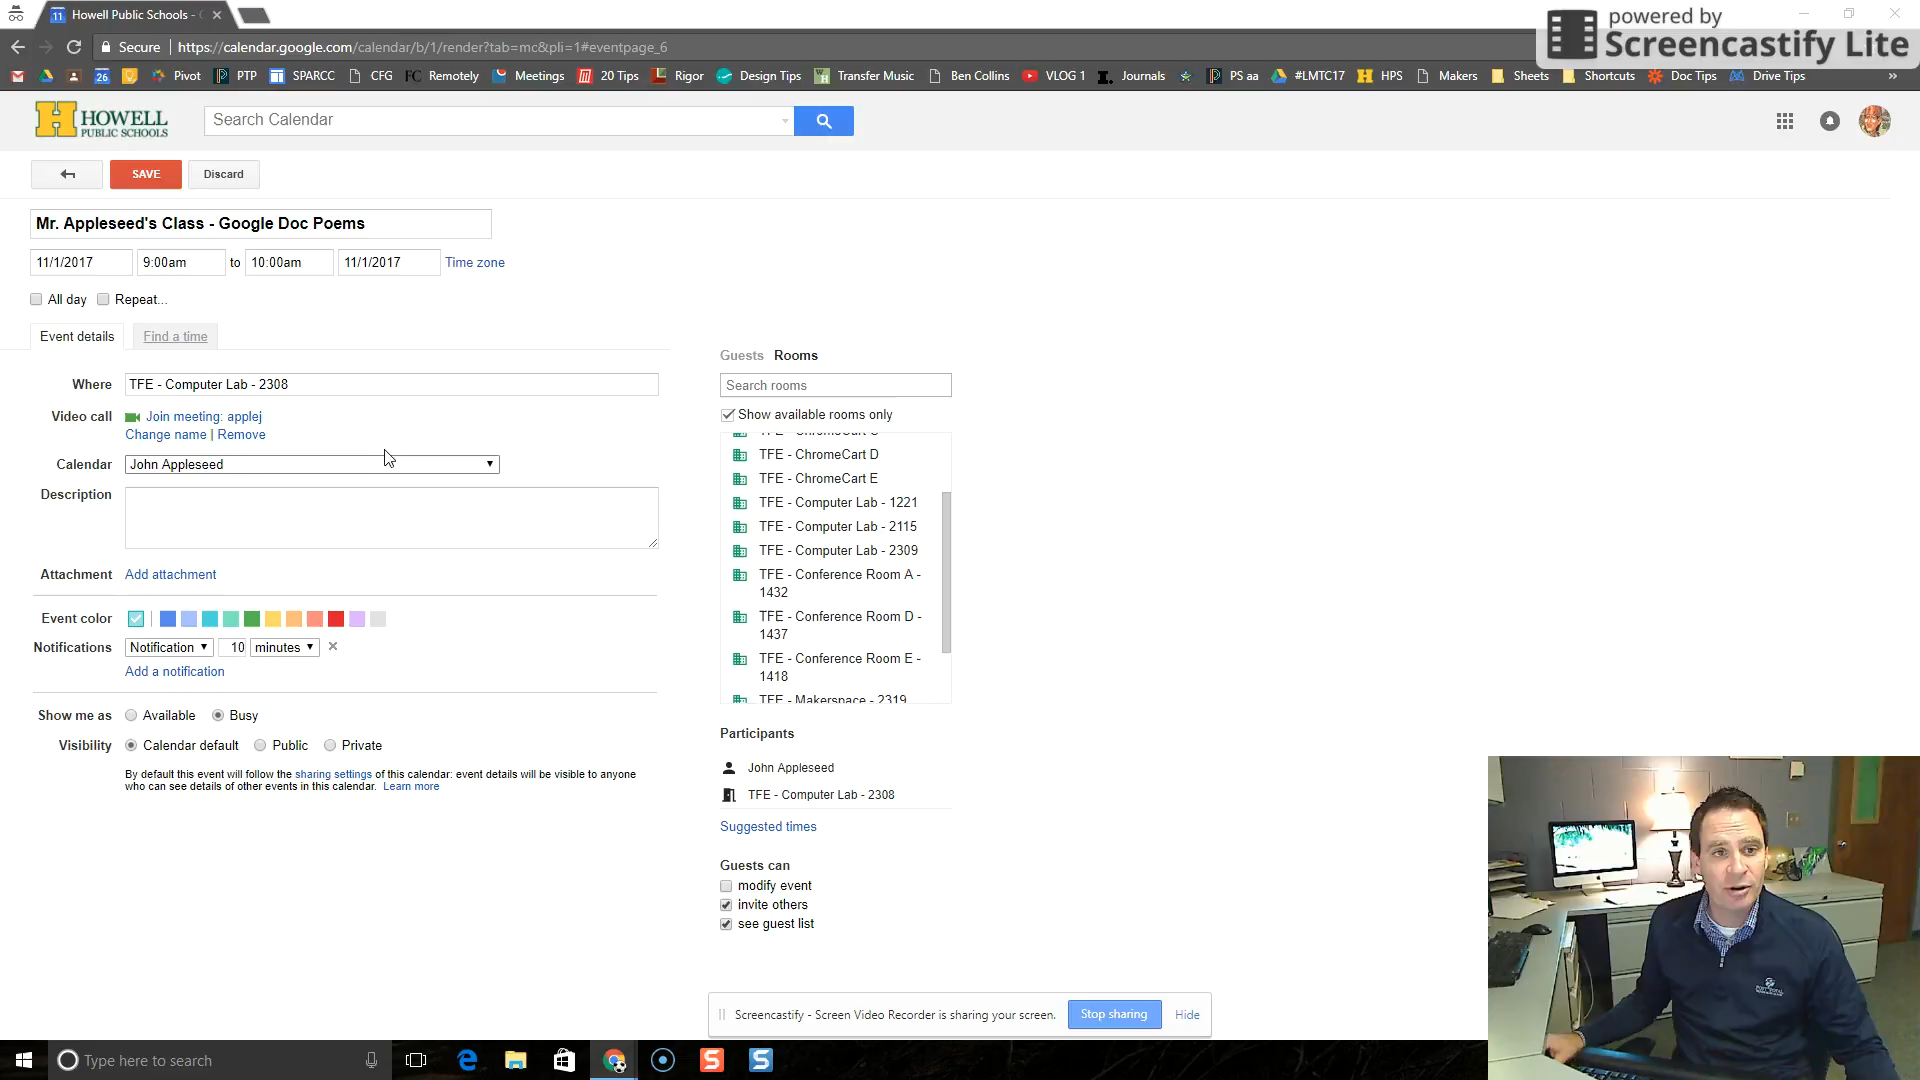 Howell Public Schools -
powered by
Screencastify Lite
Secure
https://calendar.google.com/calendar/b/1/render?tab=mc&pli=1#eventpage_6
26 Pivot PTP SPARCC CFG FC Remotely Meetings 20 Tips Rigor Design Tips Transfer Music Ben Collins VLOG 1 Journals PS aa #LMTC17 HPS Makers Sheets Shortcuts Doc Tips Drive Tips »
HOWELL
PUBLIC SCHOOLS
Search Calendar
SAVE
Discard
Mr. Appleseed's Class - Google Doc Poems
11/1/2017 9:00am to 10:00am 11/1/2017 Time zone
All day Repeat...
Event details Find a time
Where TFE - Computer Lab - 2308
Video call Join meeting: applej
Change name | Remove
Calendar John Appleseed
Description
Attachment Add attachment
Event color
Notifications Notification 10 minutes
Add a notification
Show me as Available Busy
Visibility Calendar default Public Private
By default this event will follow the sharing settings of this calendar: event details will be visible to anyone
who can see details of other events in this calendar. Learn more
Guests Rooms
Search rooms
Show available rooms only
TFE - ChromeCart D
TFE - ChromeCart E
TFE - Computer Lab - 1221
TFE - Computer Lab - 2115
TFE - Computer Lab - 2309
TFE - Conference Room A -
1432
TFE - Conference Room D -
1437
TFE - Conference Room E -
1418
TFE - Makerspace - 2319
Participants
John Appleseed
TFE - Computer Lab - 2308
Suggested times
Guests can
modify event
invite others
see guest list
Screencastify - Screen Video Recorder is sharing your screen. Stop sharing Hide
Type here to search